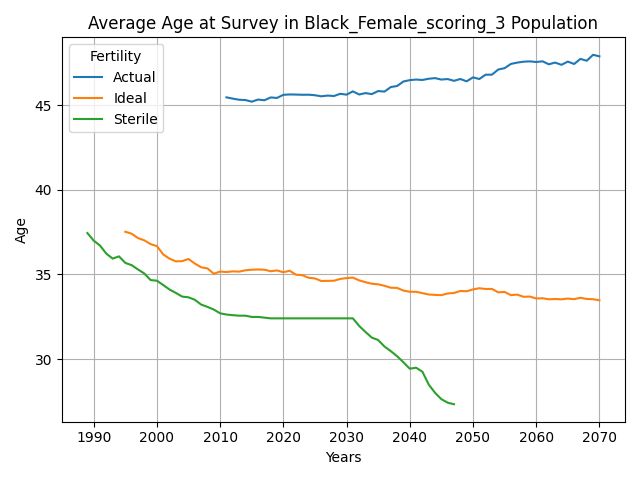 Average Age at Survey in Black_Female_scoring_3 Population
Fertility
Actual
Ideal
Sterile
45
40
35
30
Age
1990 2000 2010 2020 2030 2040 2050 2060 2070
Years